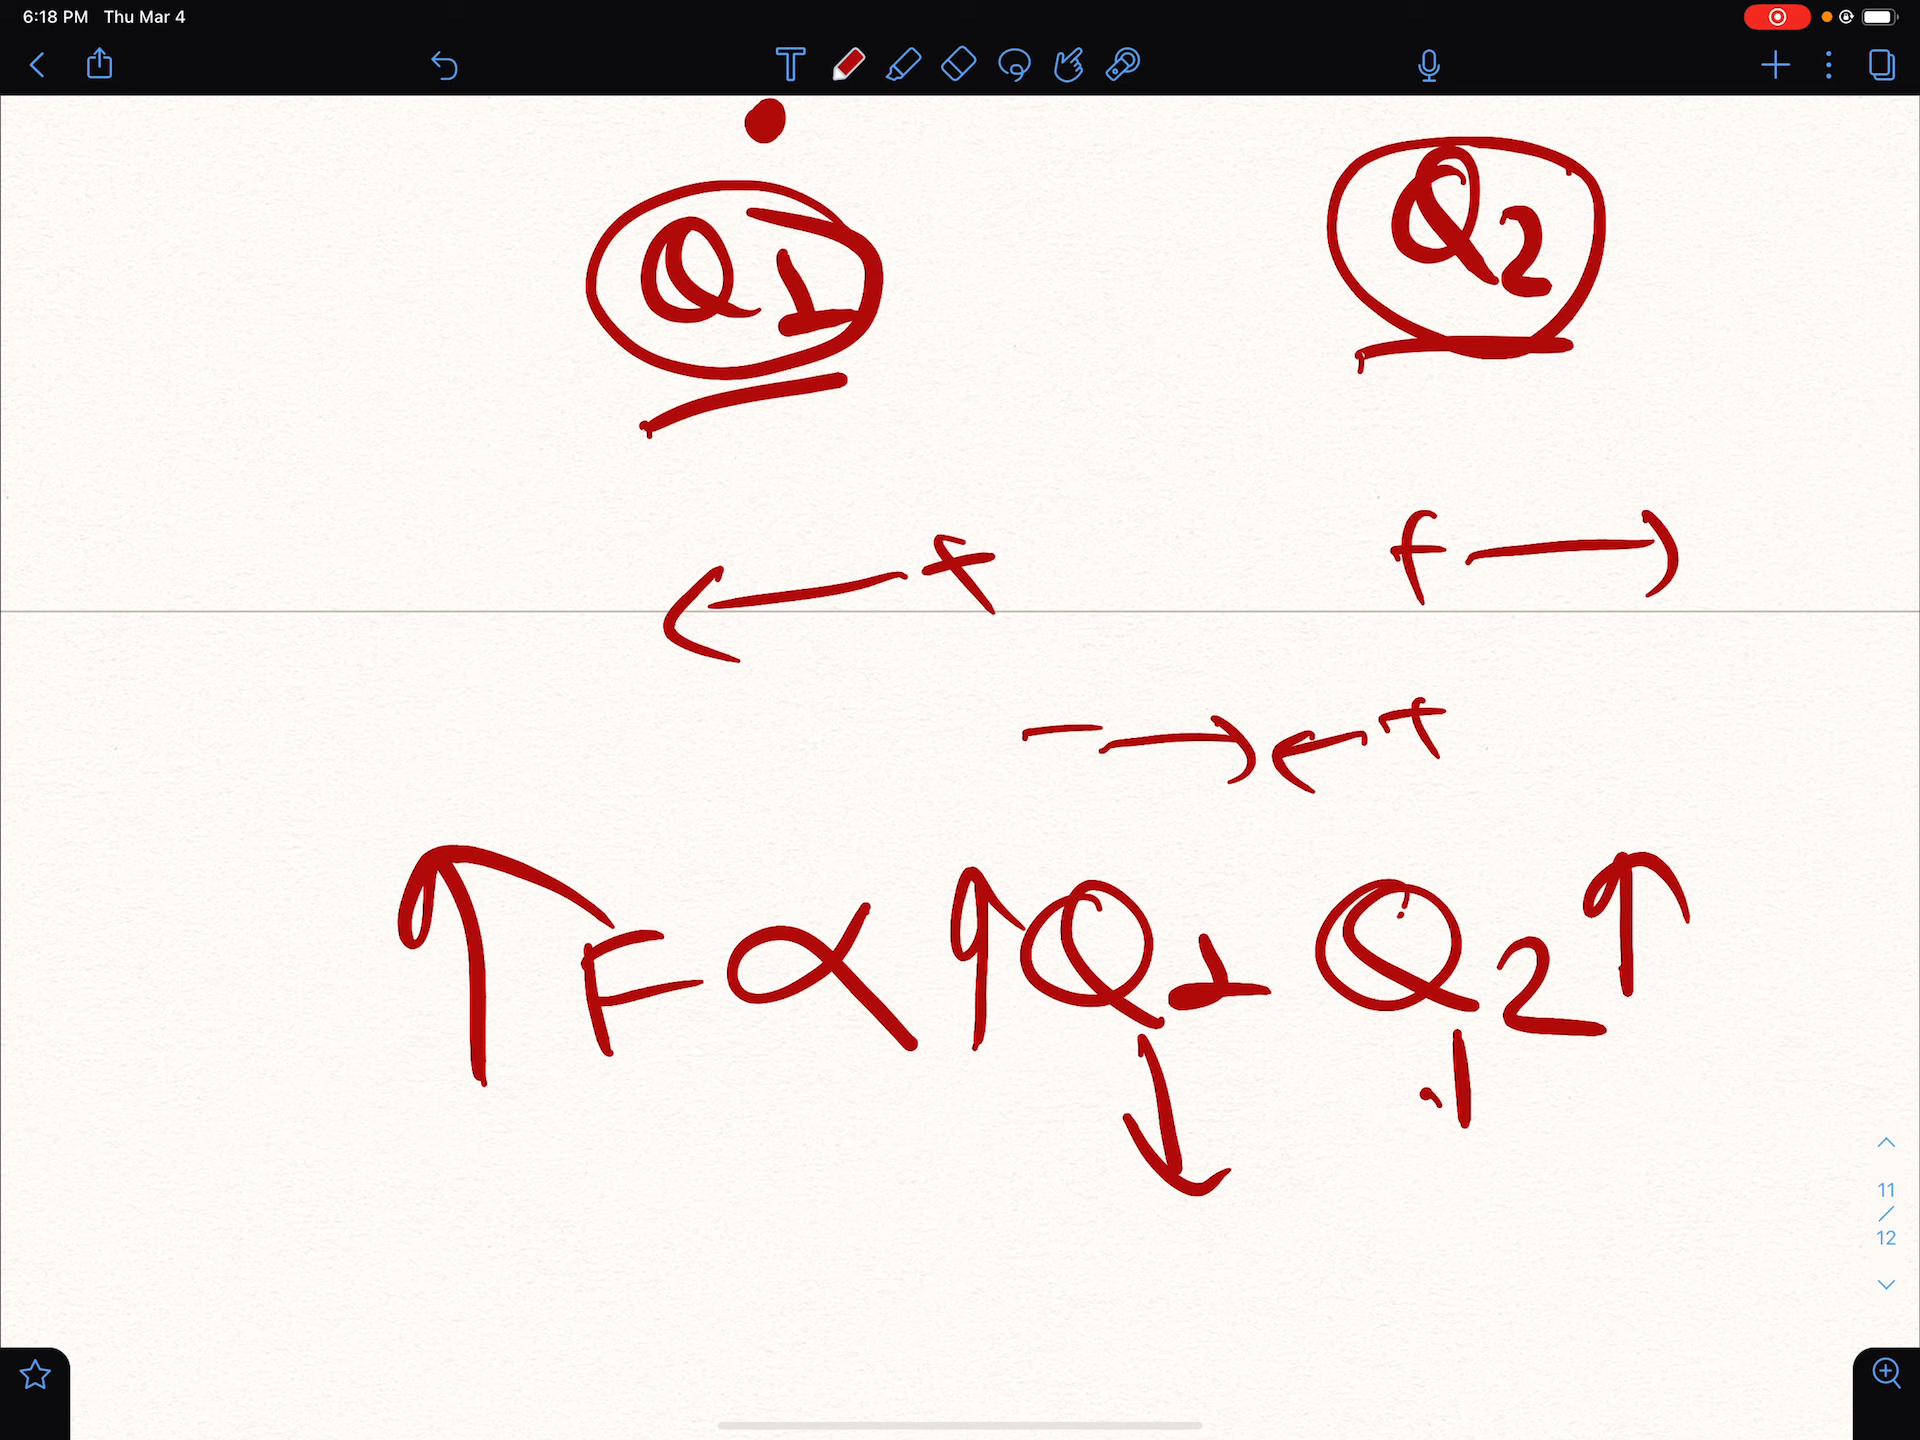 6:18 PM Thu Mar 4
T
Q1
Q2
← +
+ →
- → ← +
↑ F ∝ ↑ Q1 Q2 ↑
↓
11
/
12